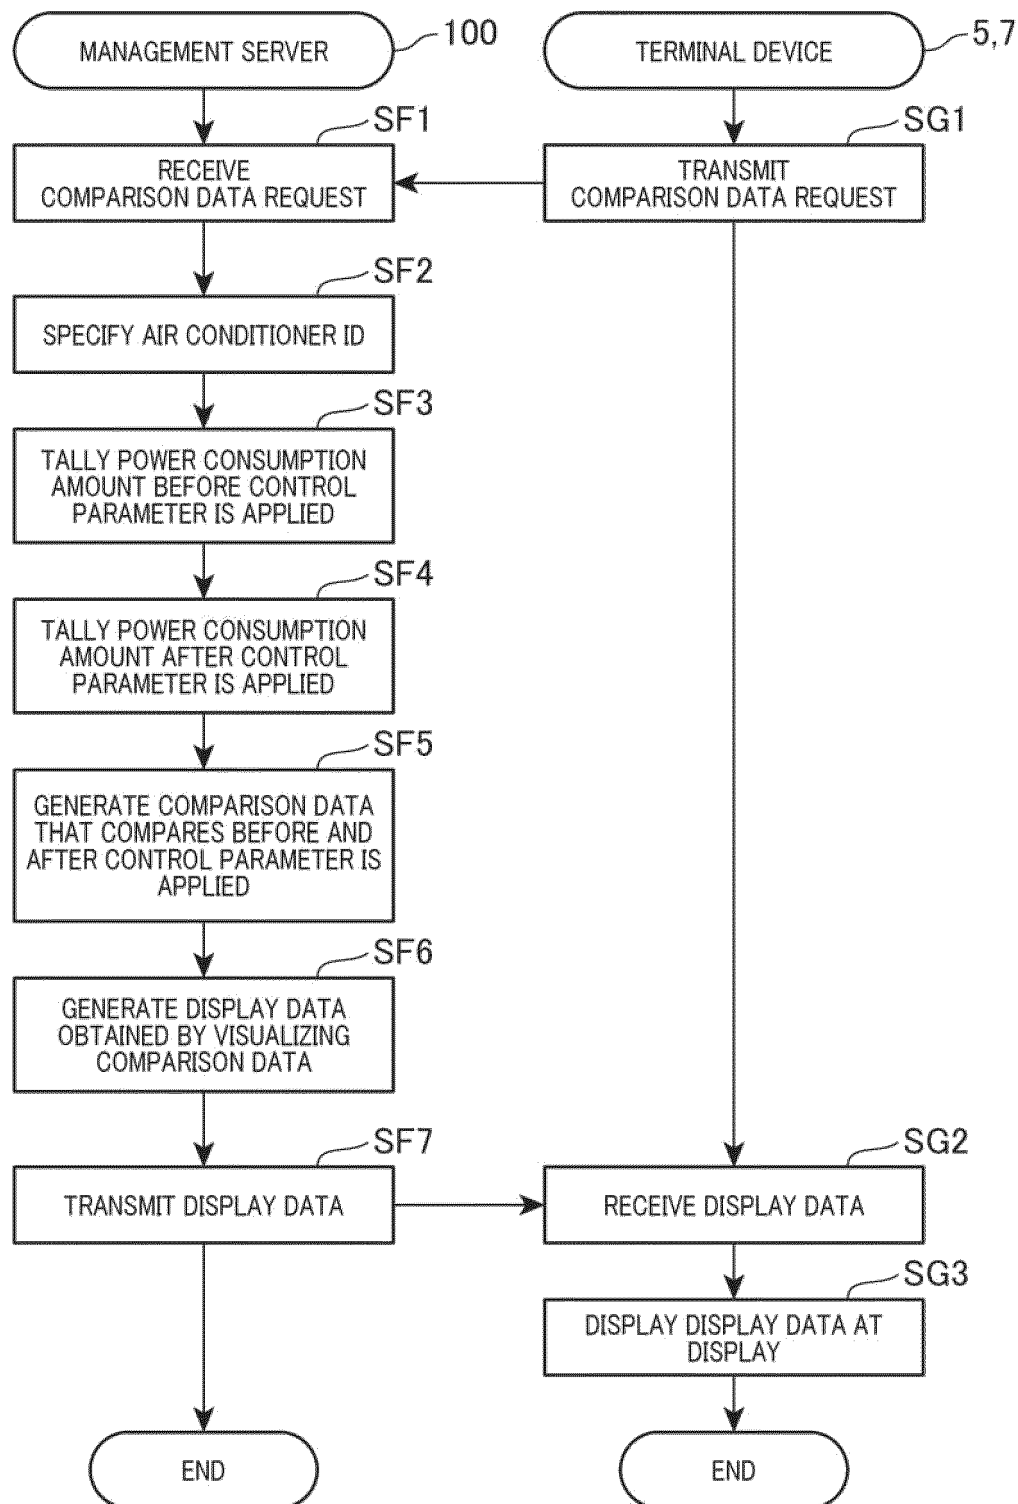 MANAGEMENT SERVER
100
TERMINAL DEVICE
5,7
SF1
RECEIVE
COMPARISON DATA REQUEST
SG1
TRANSMIT
COMPARISON DATA REQUEST
SF2
SPECIFY AIR CONDITIONER ID
SF3
TALLY POWER CONSUMPTION
AMOUNT BEFORE CONTROL
PARAMETER IS APPLIED
SF4
TALLY POWER CONSUMPTION
AMOUNT AFTER CONTROL
PARAMETER IS APPLIED
SF5
GENERATE COMPARISON DATA
THAT COMPARES BEFORE AND
AFTER CONTROL PARAMETER IS
APPLIED
SF6
GENERATE DISPLAY DATA
OBTAINED BY VISUALIZING
COMPARISON DATA
SF7
TRANSMIT DISPLAY DATA
SG2
RECEIVE DISPLAY DATA
SG3
DISPLAY DISPLAY DATA AT
DISPLAY
END
END